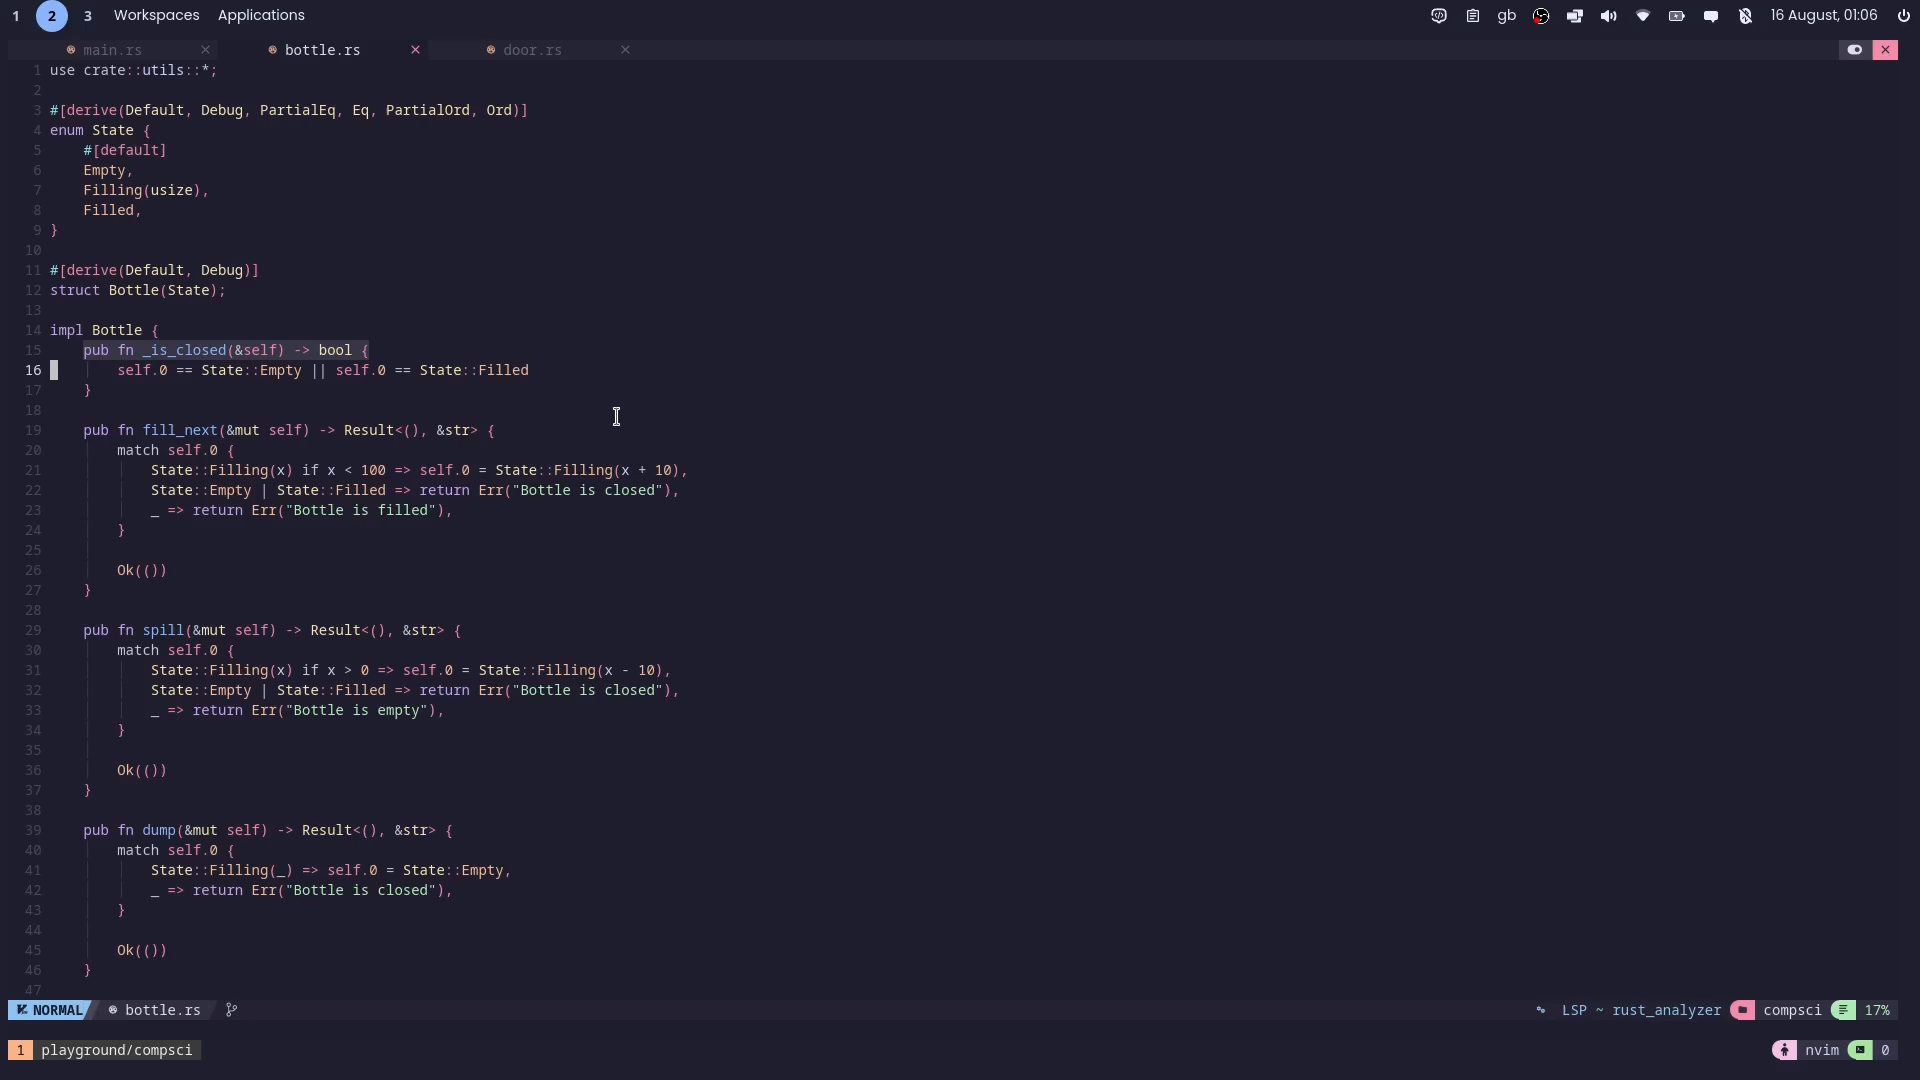 1 2 3 Workspaces Applications gb 16 August, 01:06
main.rs bottle.rs door.rs
1 use crate::utils::*;
2
3 #[derive(Default, Debug, PartialEq, Eq, PartialOrd, Ord)]
4 enum State {
5     #[default]
6     Empty,
7     Filling(usize),
8     Filled,
9 }
10
11 #[derive(Default, Debug)]
12 struct Bottle(State);
13
14 impl Bottle {
15     pub fn _is_closed(&self) -> bool {
16         self.0 == State::Empty || self.0 == State::Filled
17     }
18
19     pub fn fill_next(&mut self) -> Result<(), &str> {
20         match self.0 {
21             State::Filling(x) if x < 100 => self.0 = State::Filling(x + 10),
22             State::Empty | State::Filled => return Err("Bottle is closed"),
23             _ => return Err("Bottle is filled"),
24         }
25
26         Ok(())
27     }
28
29     pub fn spill(&mut self) -> Result<(), &str> {
30         match self.0 {
31             State::Filling(x) if x > 0 => self.0 = State::Filling(x - 10),
32             State::Empty | State::Filled => return Err("Bottle is closed"),
33             _ => return Err("Bottle is empty"),
34         }
35
36         Ok(())
37     }
38
39     pub fn dump(&mut self) -> Result<(), &str> {
40         match self.0 {
41             State::Filling(_) => self.0 = State::Empty,
42             _ => return Err("Bottle is closed"),
43         }
44
45         Ok(())
46     }
47
NORMAL bottle.rs LSP ~ rust_analyzer compsci 17%
1 playground/compsci nvim 0